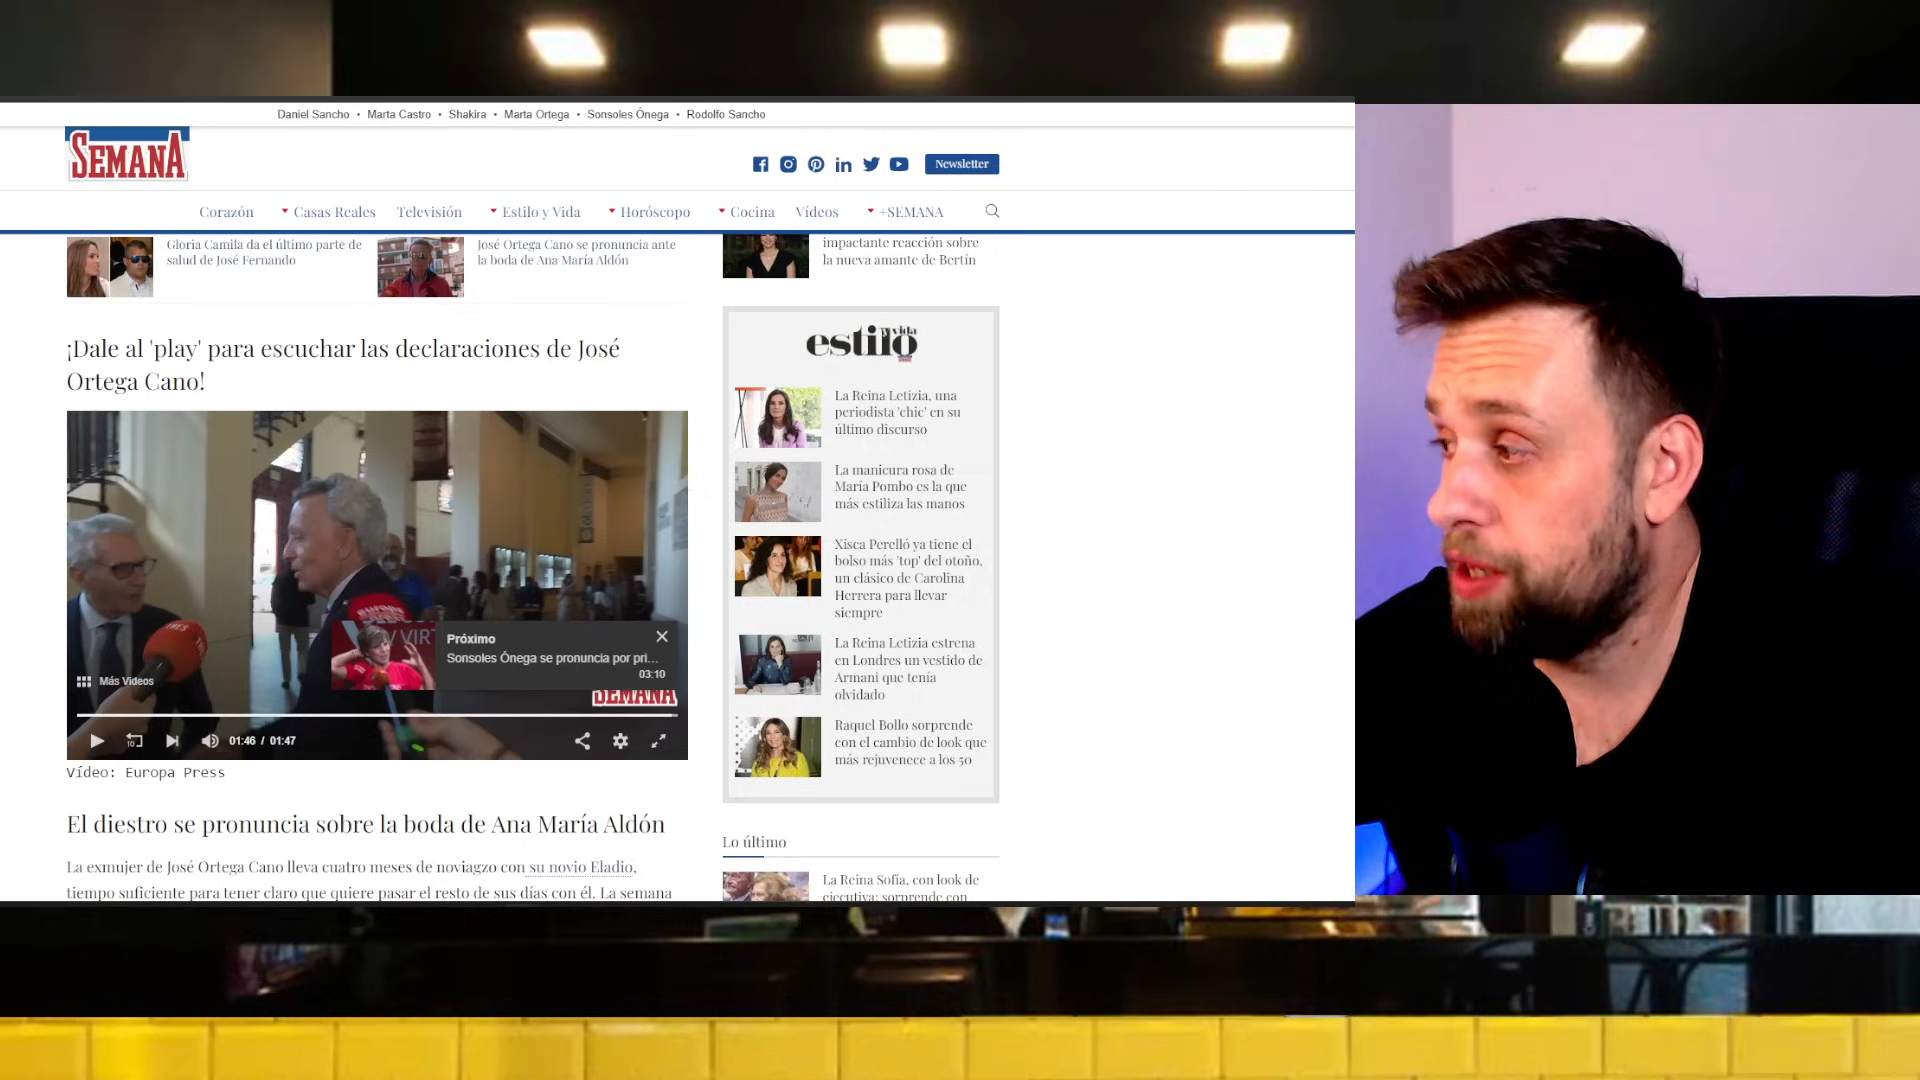 Daniel Sancho • Marta Castro • Shakira • Marta Ortega • Sonsoles Ónega • Rodolfo Sancho
SEMANA
Newsletter
Corazón Casas Reales Televisión Estilo y Vida Horóscopo Cocina Vídeos +SEMANA
Gloria Camila da el último parte de
salud de José Fernando
José Ortega Cano se pronuncia ante
la boda de Ana María Aldón
impactante reacción sobre
la nueva amante de Bertín
¡Dale al 'play' para escuchar las declaraciones de José
Ortega Cano!
Próximo
Sonsoles Ónega se pronuncia por pri...
03:10
Más Videos
SEMANA
10
01:46 / 01:47
Vídeo: Europa Press
El diestro se pronuncia sobre la boda de Ana María Aldón
La exmujer de José Ortega Cano lleva cuatro meses de noviagzo con su novio Eladio,
tiempo suficiente para tener claro que quiere pasar el resto de sus días con él. La semana
estilo
y vida
La Reina Letizia, una
periodista 'chic' en su
último discurso
La manicura rosa de
María Pombo es la que
más estiliza las manos
Xisca Perelló ya tiene el
bolso más 'top' del otoño,
un clásico de Carolina
Herrera para llevar
siempre
La Reina Letizia estrena
en Londres un vestido de
Armani que tenía
olvidado
Raquel Bollo sorprende
con el cambio de look que
más rejuvenece a los 50
Lo último
La Reina Sofía, con look de
ejecutiva: sorprende con